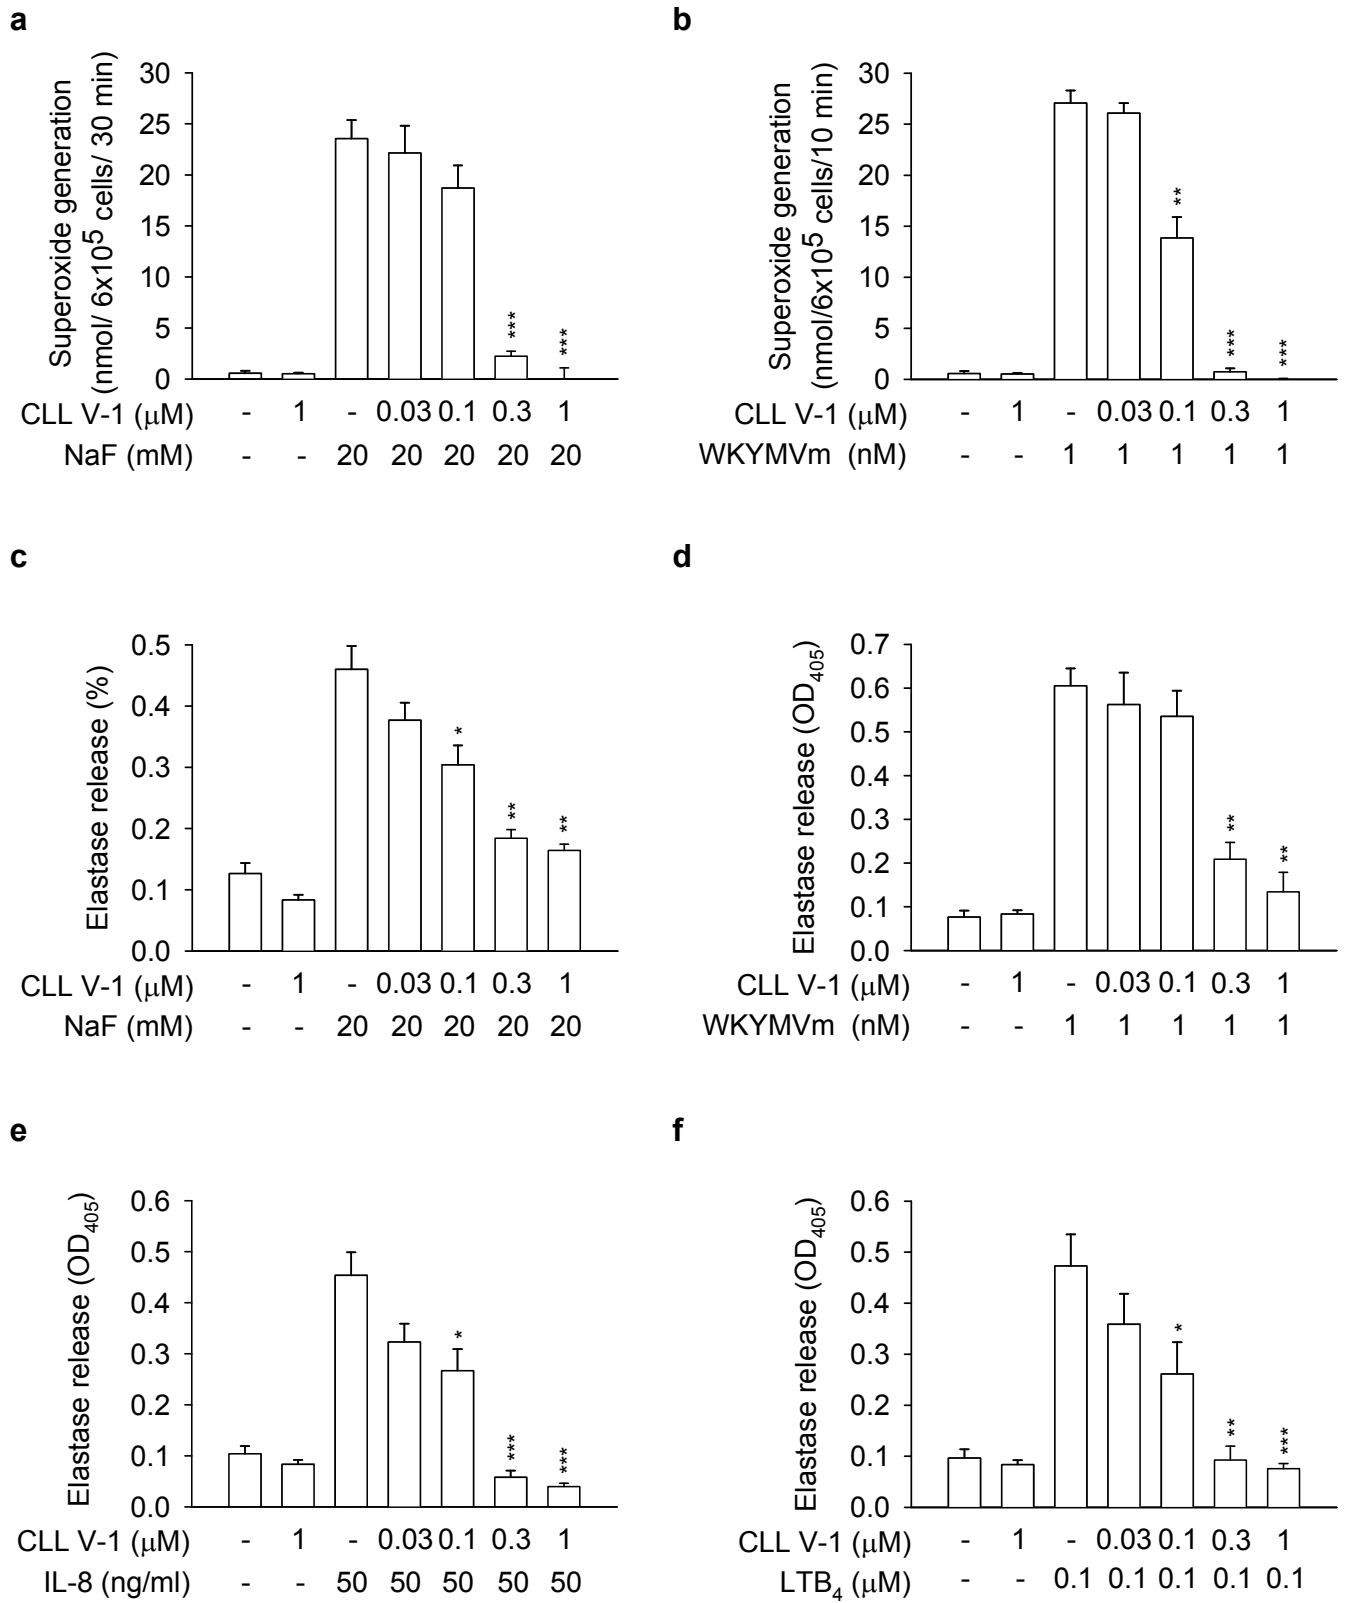 a
Superoxide generation
(nmol/ 6x10⁵ cells/ 30 min)
30
25
20
15
10
5
0
*** ***
CLL V-1 (μM) - 1 - 0.03 0.1 0.3 1
NaF (mM) - - 20 20 20 20 20
b
Superoxide generation
(nmol/6x10⁵ cells/10 min)
30
25
20
15
10
5
0
** *** ***
CLL V-1 (μM) - 1 - 0.03 0.1 0.3 1
WKYMVm (nM) - - 1 1 1 1 1
c
Elastase release (%)
0.5
0.4
0.3
0.2
0.1
0.0
* ** **
CLL V-1 (μM) - 1 - 0.03 0.1 0.3 1
NaF (mM) - - 20 20 20 20 20
d
Elastase release (OD₄₀₅)
0.7
0.6
0.5
0.4
0.3
0.2
0.1
0.0
** **
CLL V-1 (μM) - 1 - 0.03 0.1 0.3 1
WKYMVm (nM) - - 1 1 1 1 1
e
Elastase release (OD₄₀₅)
0.6
0.5
0.4
0.3
0.2
0.1
0.0
* *** ***
CLL V-1 (μM) - 1 - 0.03 0.1 0.3 1
IL-8 (ng/ml) - - 50 50 50 50 50
f
Elastase release (OD₄₀₅)
0.6
0.5
0.4
0.3
0.2
0.1
0.0
* ** ***
CLL V-1 (μM) - 1 - 0.03 0.1 0.3 1
LTB₄ (μM) - - 0.1 0.1 0.1 0.1 0.1